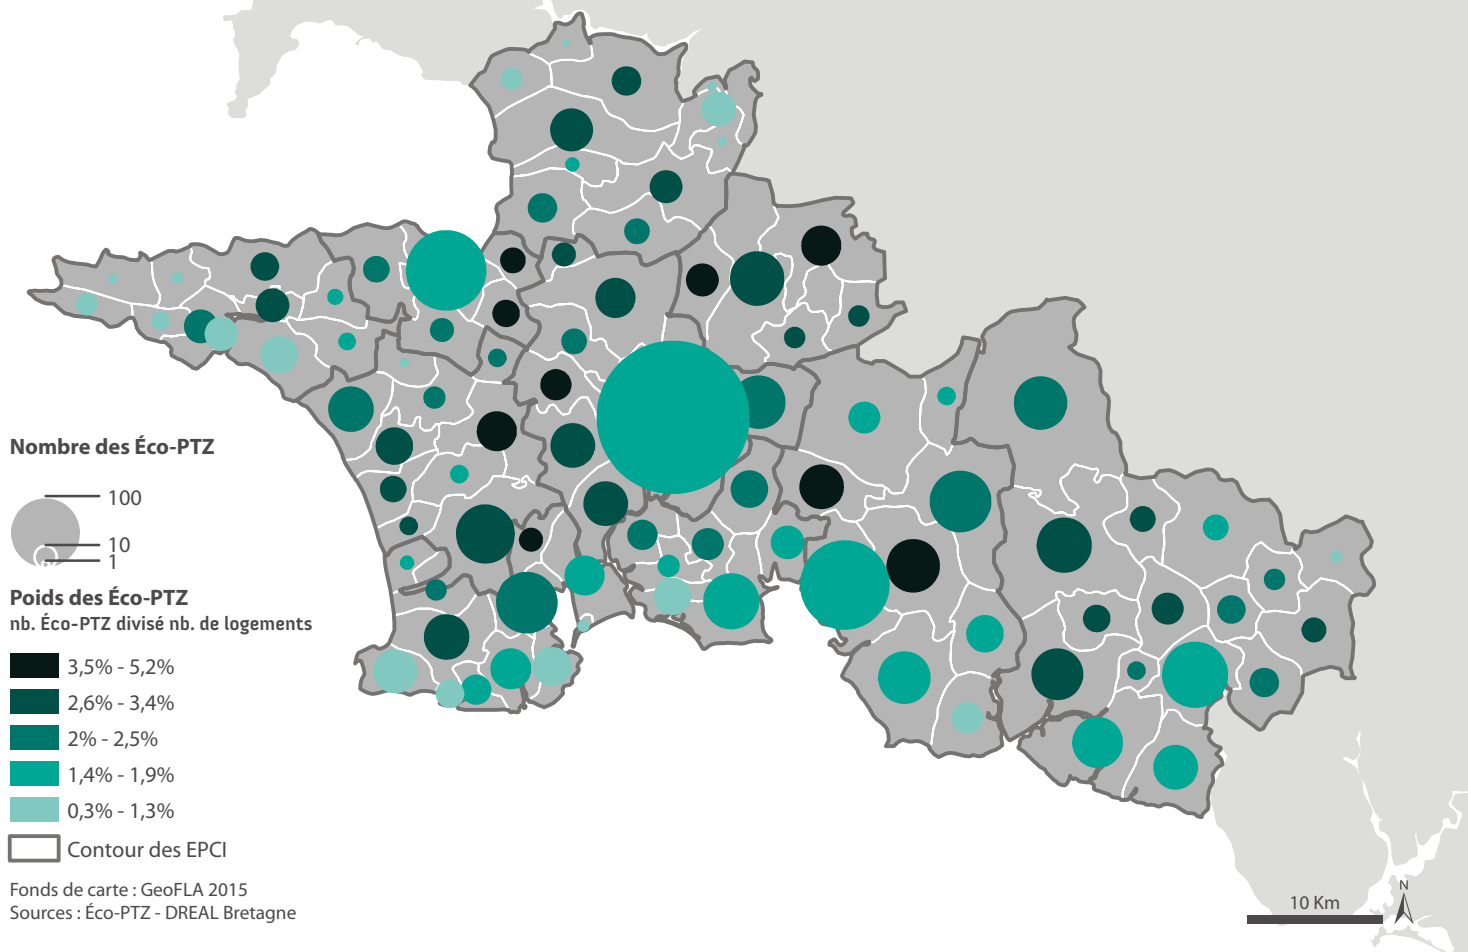 Nombre des Éco-PTZ
100
10
1
Poids des Éco-PTZ
nb. Éco-PTZ divisé nb. de logements
3,5% - 5,2%
2,6% - 3,4%
2% - 2,5%
1,4% - 1,9%
0,3% - 1,3%
Contour des EPCI
Fonds de carte : GeoFLA 2015
Sources : Éco-PTZ - DREAL Bretagne
10 Km
N